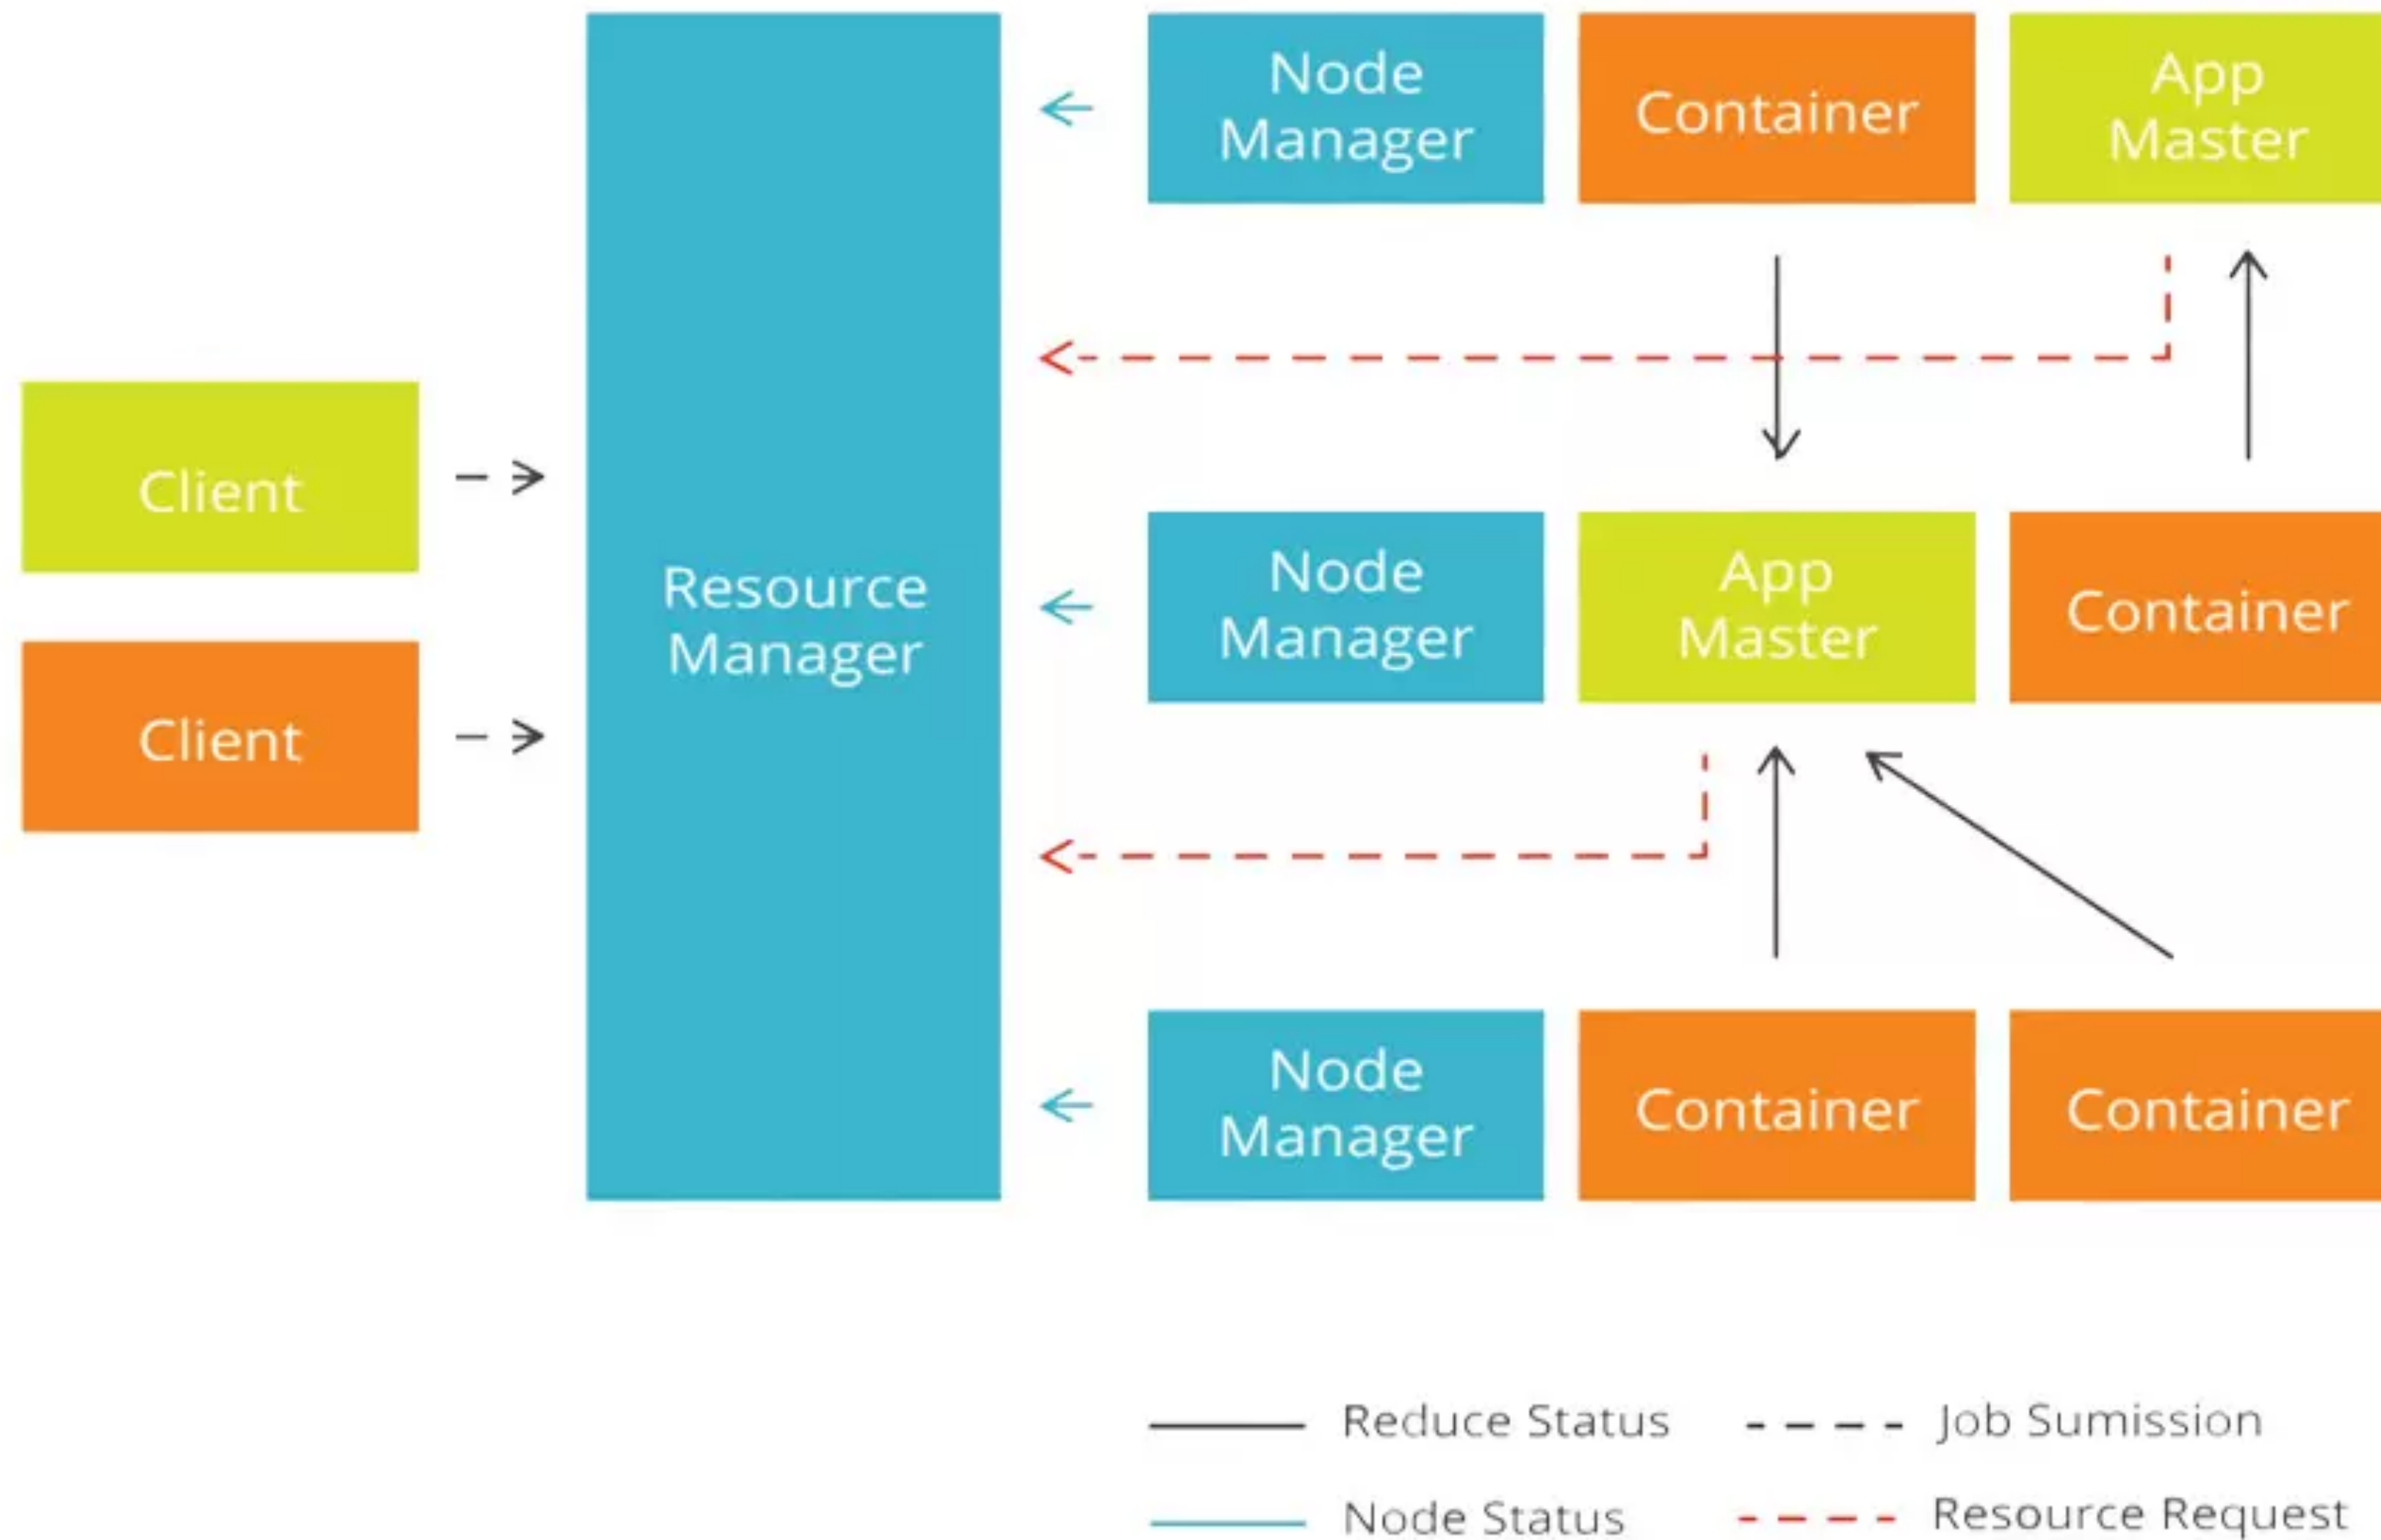 Node
Manager
Container
App
Master
Client
Client
Resource
Manager
Node
Manager
App
Master
Container
Node
Manager
Container
Container
Reduce Status
Job Sumission
Node Status
Resource Request